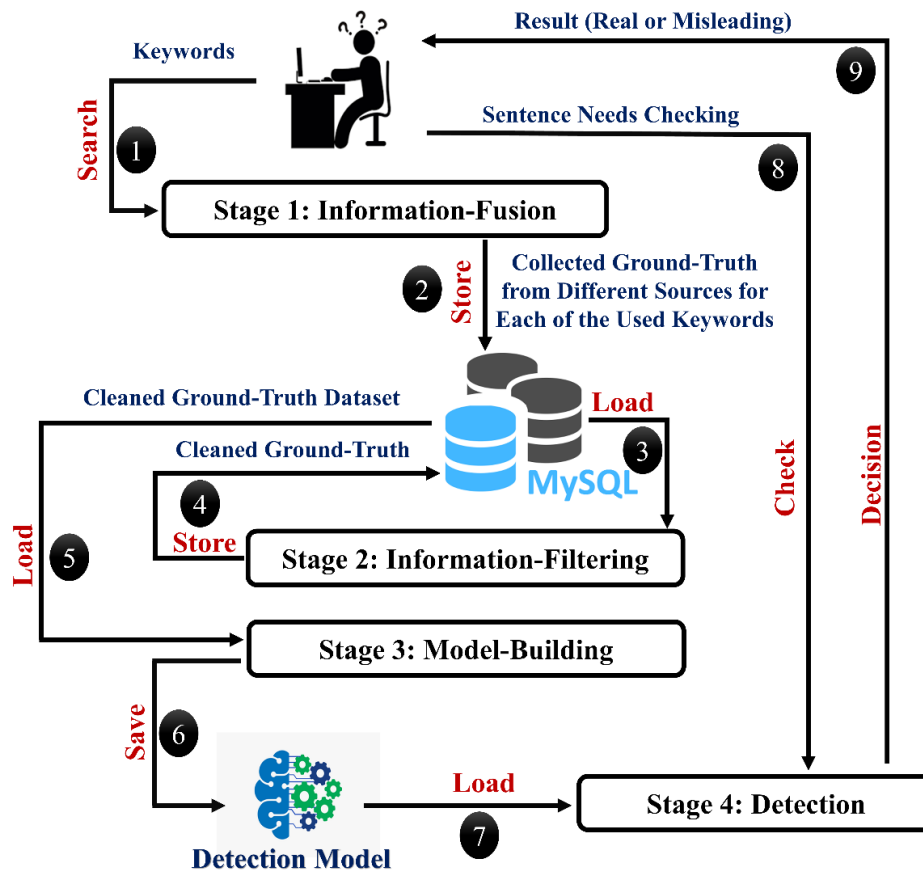 ? ? ? ? ?
Result (Real or Misleading)
Keywords
9
Search
1
Sentence Needs Checking
8
Stage 1: Information-Fusion
2
Store
Collected Ground-Truth
from Different Sources for
Each of the Used Keywords
Cleaned Ground-Truth Dataset
Load
3
Cleaned Ground-Truth
MySQL
4
Store
Check
Decision
Load
5
Stage 2: Information-Filtering
Stage 3: Model-Building
Save
6
Load
7
Stage 4: Detection
Detection Model